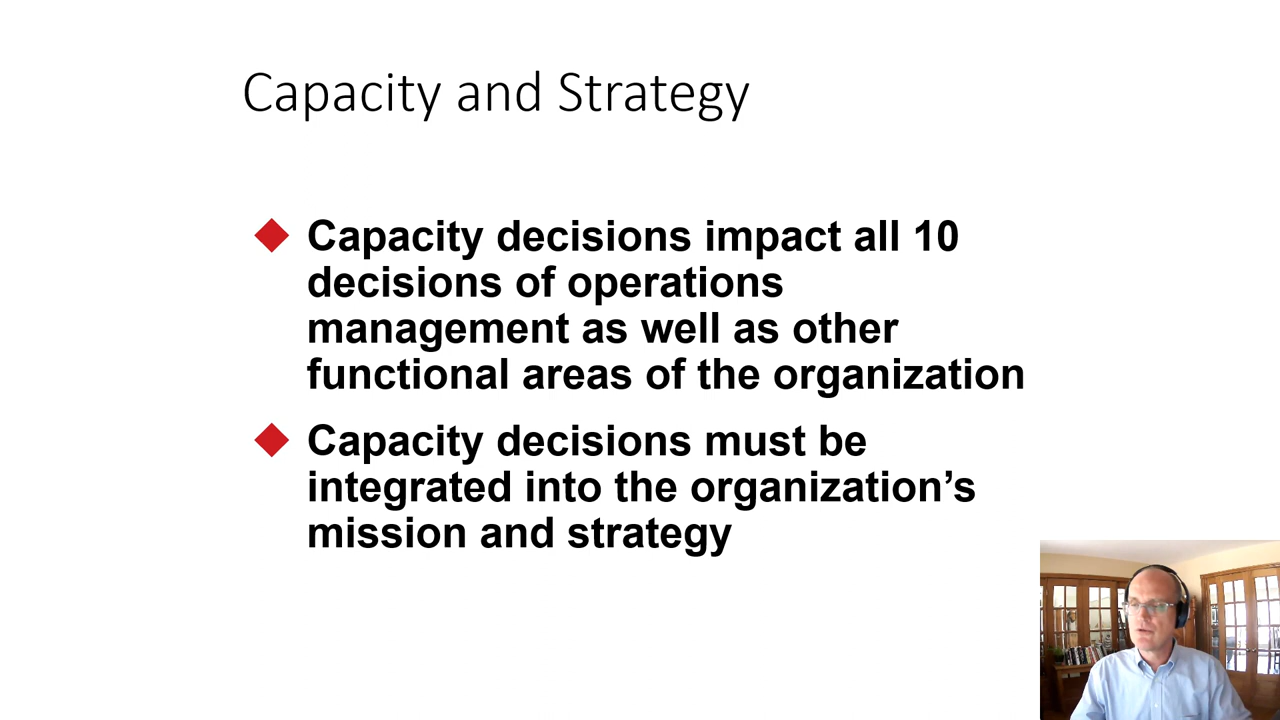 Capacity and Strategy
Capacity decisions impact all 10
decisions of operations
management as well as other
functional areas of the organization
Capacity decisions must be
integrated into the organization’s
mission and strategy